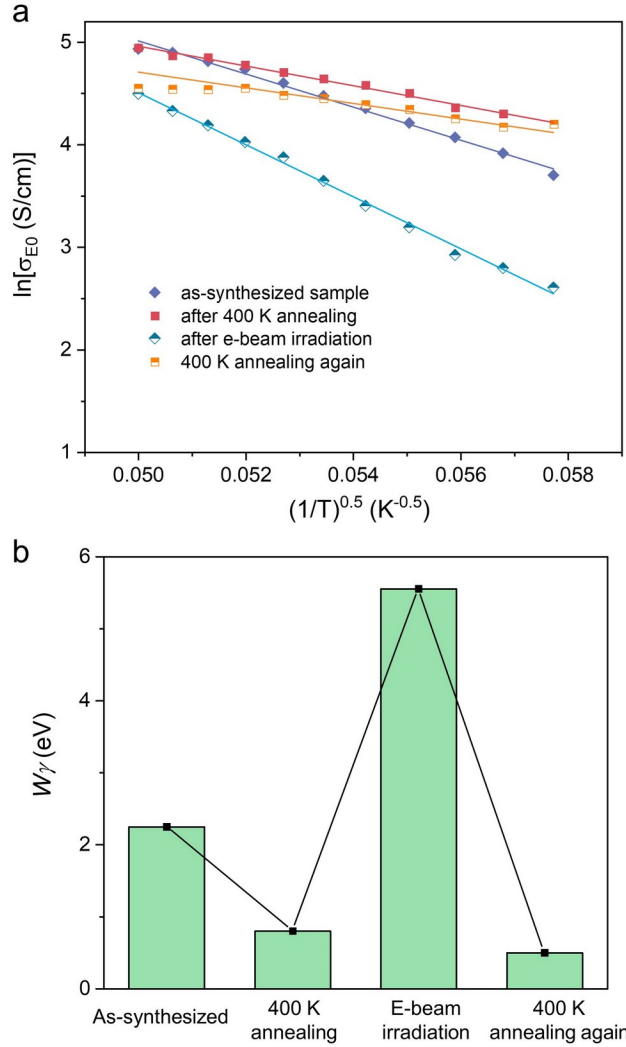 a
5
4
3
2
1
ln[σE0 (S/cm)]
as-synthesized sample
after 400 K annealing
after e-beam irradiation
400 K annealing again
0.050 0.052 0.054 0.056 0.058
(1/T)^0.5 (K^-0.5)
b
6
4
2
0
Wγ (eV)
As-synthesized
400 K
annealing
E-beam
irradiation
400 K
annealing again